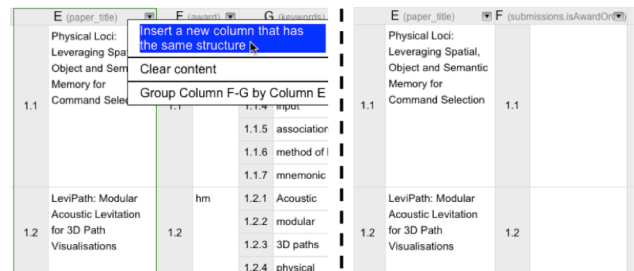 E (paper_title)
F (award)
G (keywords)
Insert a new column that has
the same structure
Clear content
Group Column F-G by Column E
1.1
Physical Loci:
Leveraging
Object and Sem
Memory for
Command
1.1
1.1.4 input
1.1.5 association
1.1.6 method of
1.1.7 mnemonic
1.2
LeviPath: Modular
Acoustic Levitation
for 3D Path
Visualisations
1.2
hm
1.2.1 Acoustic
1.2.2 modular
1.2.3 3D paths
1.2.4 physical
E (paper_title)
F (submissions.isAwardOr
1.1
Physical Loci:
Leveraging Spatial,
Object and Semantic
Memory for
Command Selection
1.1
1.2
LeviPath: Modular
Acoustic Levitation
for 3D Path
Visualisations
1.2